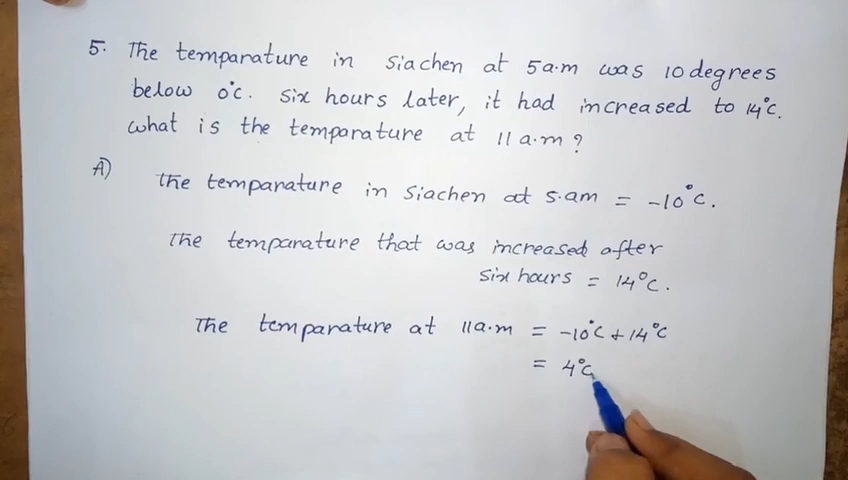 5. The temparature in siachen at 5a.m was 10 degrees
below 0°c. six hours later, it had increased to 14°c.
what is the temparature at 11 a.m?
A) The temparature in siachen at 5.am = -10°c.
The temparature that was increased after
six hours = 14°c.
The temparature at 11a.m = -10°c + 14°c
= 4°c